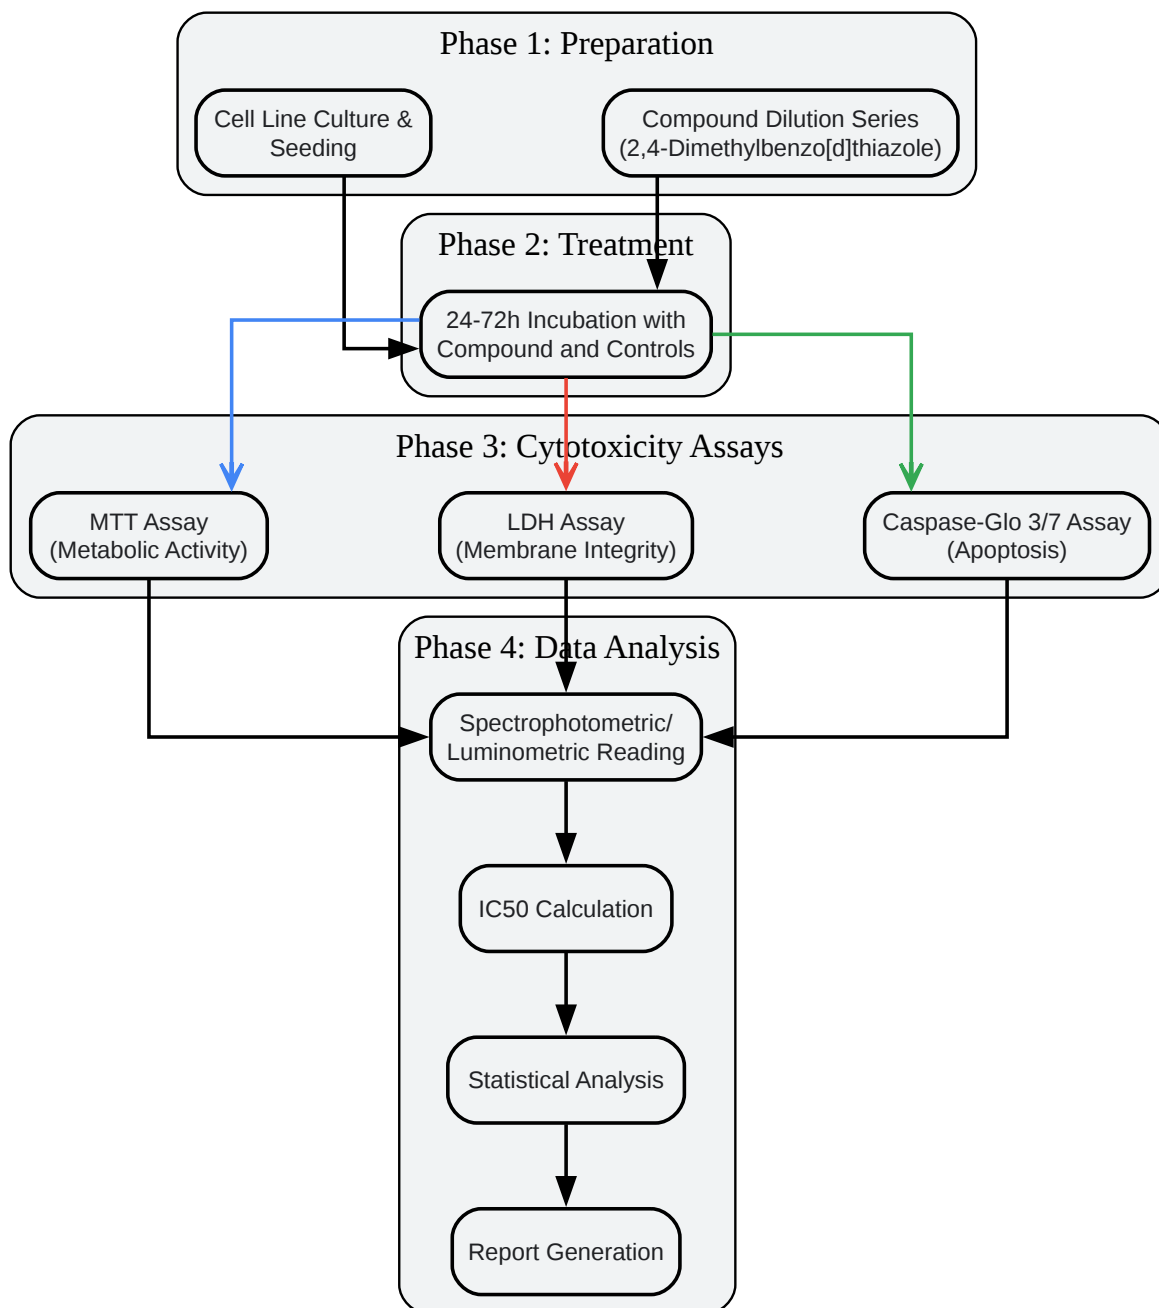 Phase 1: Preparation
Cell Line Culture &
Seeding
Compound Dilution Series
(2,4-Dimethylbenzo[d]thiazole)
Phase 2: Treatment
24-72h Incubation with
Compound and Controls
Phase 3: Cytotoxicity Assays
MTT Assay
(Metabolic Activity)
LDH Assay
(Membrane Integrity)
Caspase-Glo 3/7 Assay
(Apoptosis)
Phase 4: Data Analysis
Spectrophotometric/
Luminometric Reading
IC50 Calculation
Statistical Analysis
Report Generation